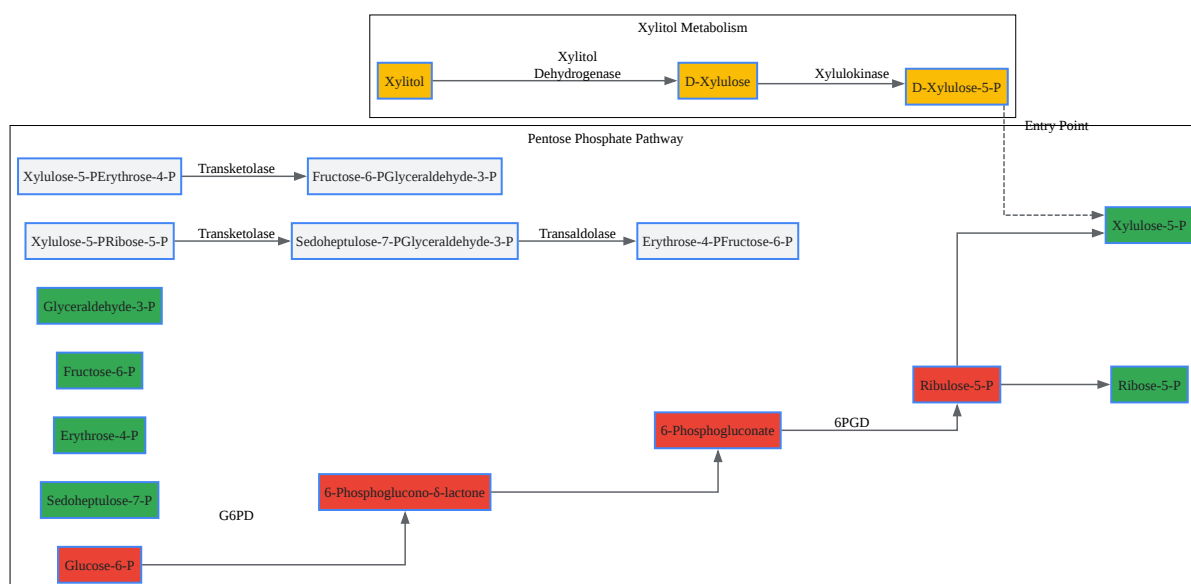 Xylitol Metabolism
Xylitol
Xylitol
Dehydrogenase
D-Xylulose
Xylulokinase
D-Xylulose-5-P
Entry Point
Pentose Phosphate Pathway
Xylulose-5-PErythrose-4-P
Transketolase
Fructose-6-PGlyceraldehyde-3-P
Xylulose-5-PRibose-5-P
Transketolase
Sedoheptulose-7-PGlyceraldehyde-3-P
Transaldolase
Erythrose-4-PFructose-6-P
Xylulose-5-P
Glyceraldehyde-3-P
Fructose-6-P
Ribulose-5-P
Ribose-5-P
Erythrose-4-P
6-Phosphogluconate
6PGD
Sedoheptulose-7-P
6-Phosphoglucono-δ-lactone
G6PD
Glucose-6-P